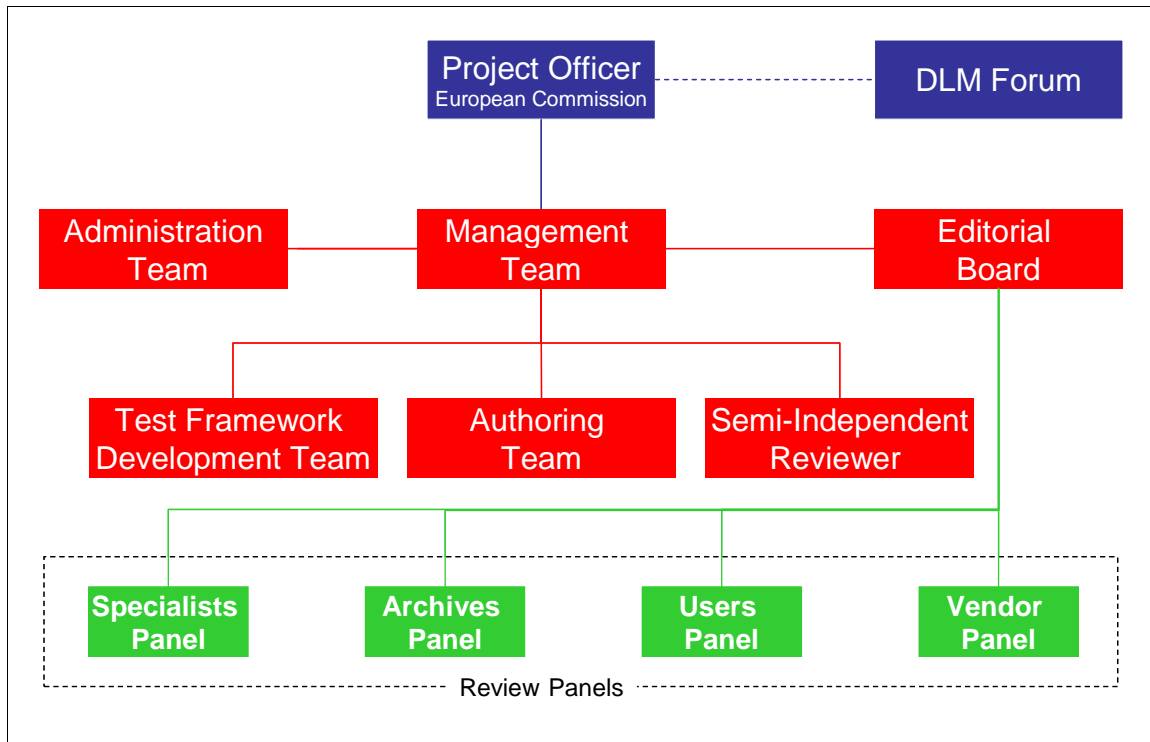 Project Officer
European Commission
DLM Forum
Administration
Team
Management
Team
Editorial
Board
Test Framework
Development Team
Authoring
Team
Semi-Independent
Reviewer
Specialists
Panel
Archives
Panel
Users
Panel
Vendor
Panel
Review Panels